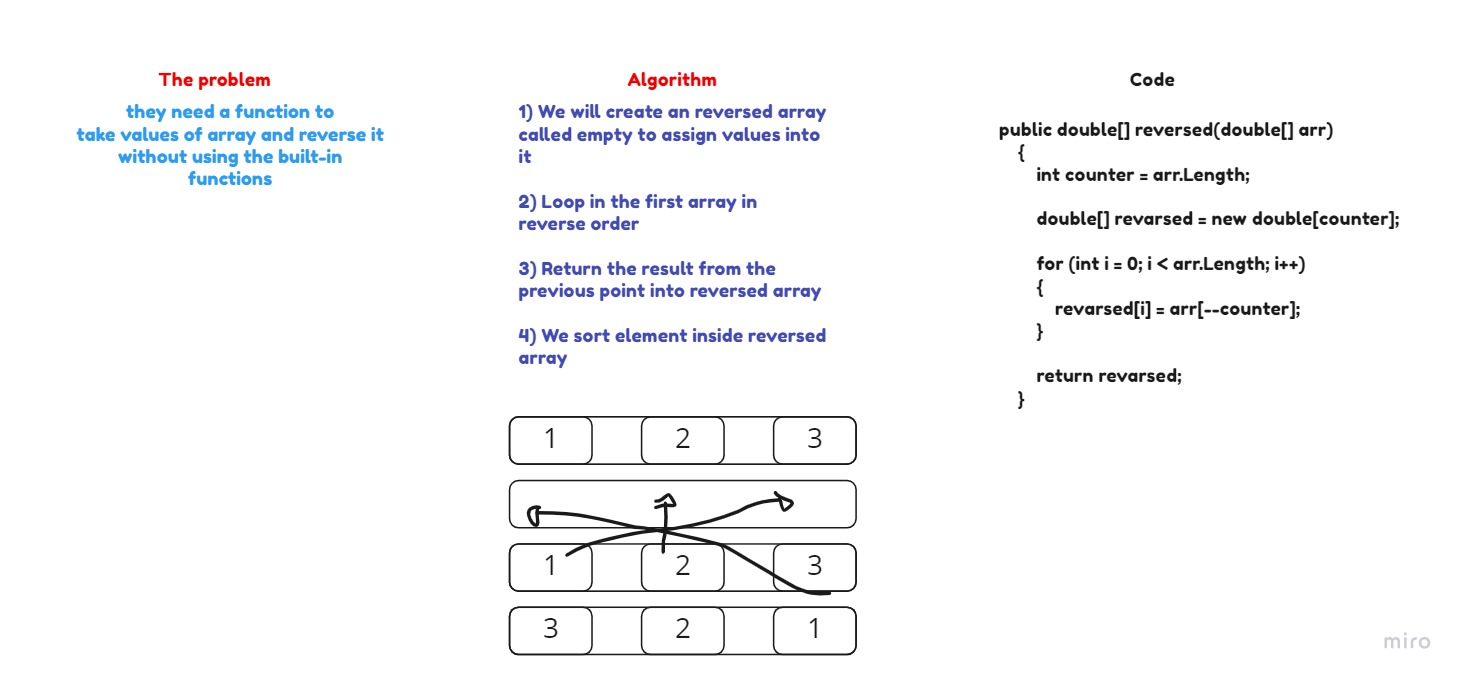 The problem
they need a function to
take values of array and reverse it
without using the built-in
functions
Algorithm
1) We will create an reversed array
called empty to assign values into
it
2) Loop in the first array in
reverse order
3) Return the result from the
previous point into reversed array
4) We sort element inside reversed
array
1 2 3
1 2 3
3 2 1
Code
public double[] reversed(double[] arr)
{
int counter = arr.Length;
double[] revarsed = new double[counter];
for (int i = 0; i < arr.Length; i++)
{
revarsed[i] = arr[--counter];
}
return revarsed;
}
miro